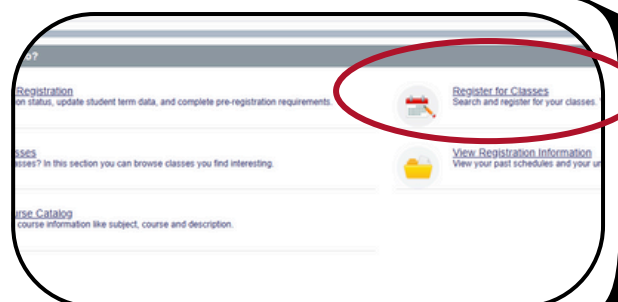 o?
Registration
on status, update student term data, and complete pre-registration requirements.
sses
asses? In this section you can browse classes you find interesting.
urse Catalog
course information like subject, course and description.
Register for Classes
Search and register for your classes.
View Registration Information
View your past schedules and your un